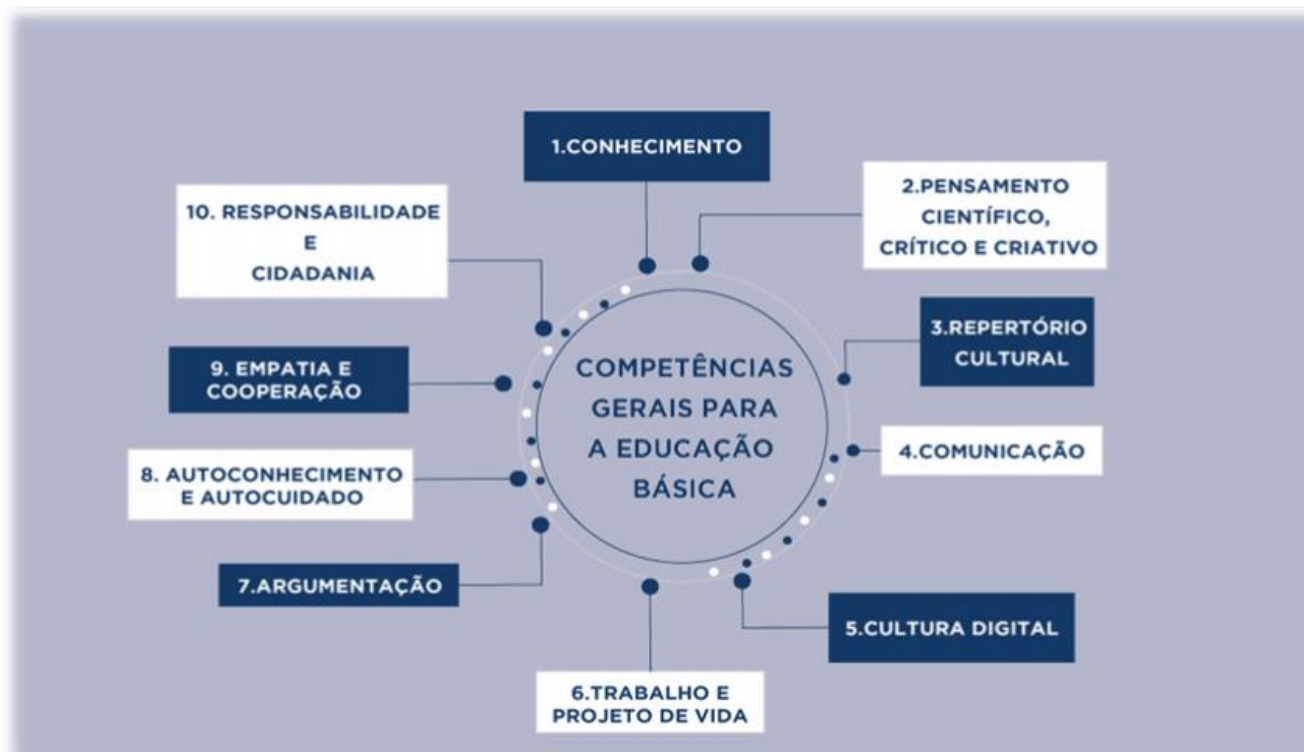 1.CONHECIMENTO
2.PENSAMENTO
CIENTÍFICO,
CRÍTICO E CRIATIVO
3.REPERTÓRIO
CULTURAL
4.COMUNICAÇÃO
5.CULTURA DIGITAL
6.TRABALHO E
PROJETO DE VIDA
7.ARGUMENTAÇÃO
8. AUTOCONHECIMENTO
E AUTOCUIDADO
9. EMPATIA E
COOPERAÇÃO
10. RESPONSABILIDADE
E
CIDADANIA
COMPETÊNCIAS
GERAIS PARA
A EDUCAÇÃO
BÁSICA